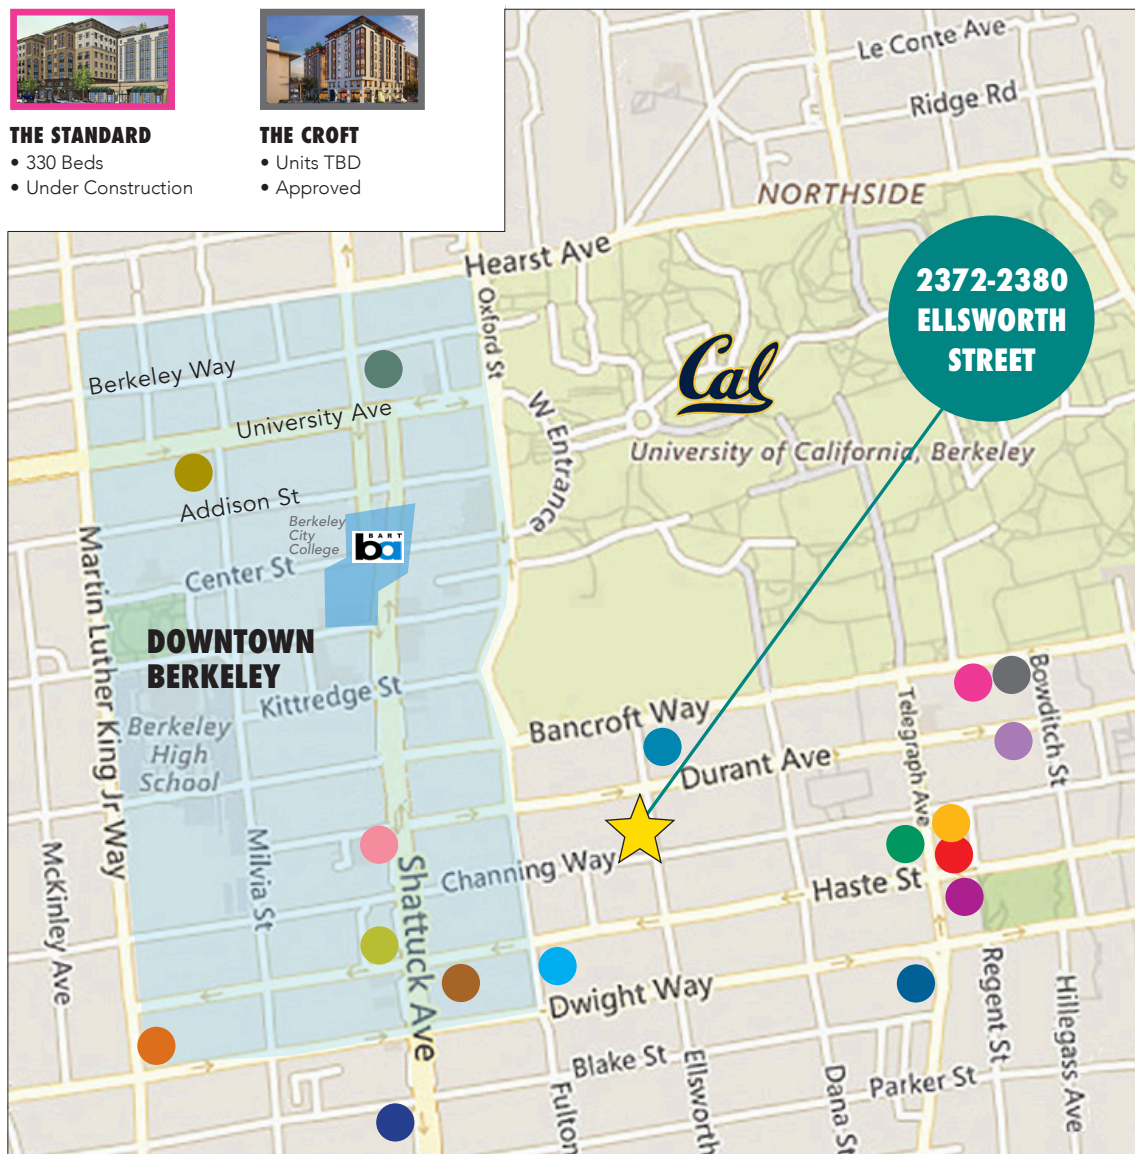 THE STANDARD
• 330 Beds
• Under Construction
THE CROFT
• Units TBD
• Approved
Le Conte Ave
Ridge Rd
NORTHSIDE
Hearst Ave
2372-2380
ELLSWORTH
STREET
Oxford St
Cal
Berkeley Way
University Ave
W Entrance
University of California, Berkeley
Addison St
Berkeley
City
College
BART
ba
Center St
Martin Luther King Jr Way
DOWNTOWN
BERKELEY
Kittredge St
Bancroft Way
Berkeley
High
School
Durant Ave
Telegraph Ave
Bowditch St
Milvia St
McKinley Ave
Shattuck Ave
Channing Way
Haste St
Dwight Way
Regent St
Hillegass Ave
Blake St
Parker St
Fulton
Ellsworth
Dana St